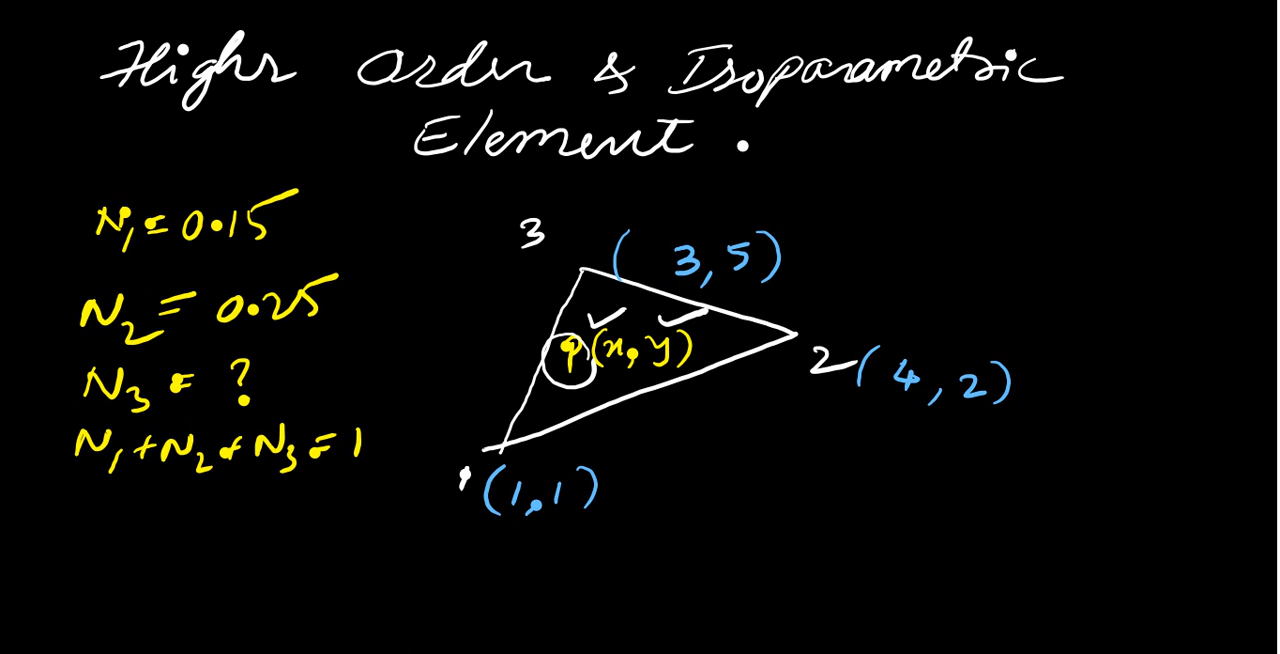 Highr Order & Isoparametric
Element .
N₁ = 0.15
N₂ = 0.25
N₃ = ?
N₁ + N₂ + N₃ = 1
3
(3, 5)
P(x, y)
2 (4, 2)
1 (1, 1)